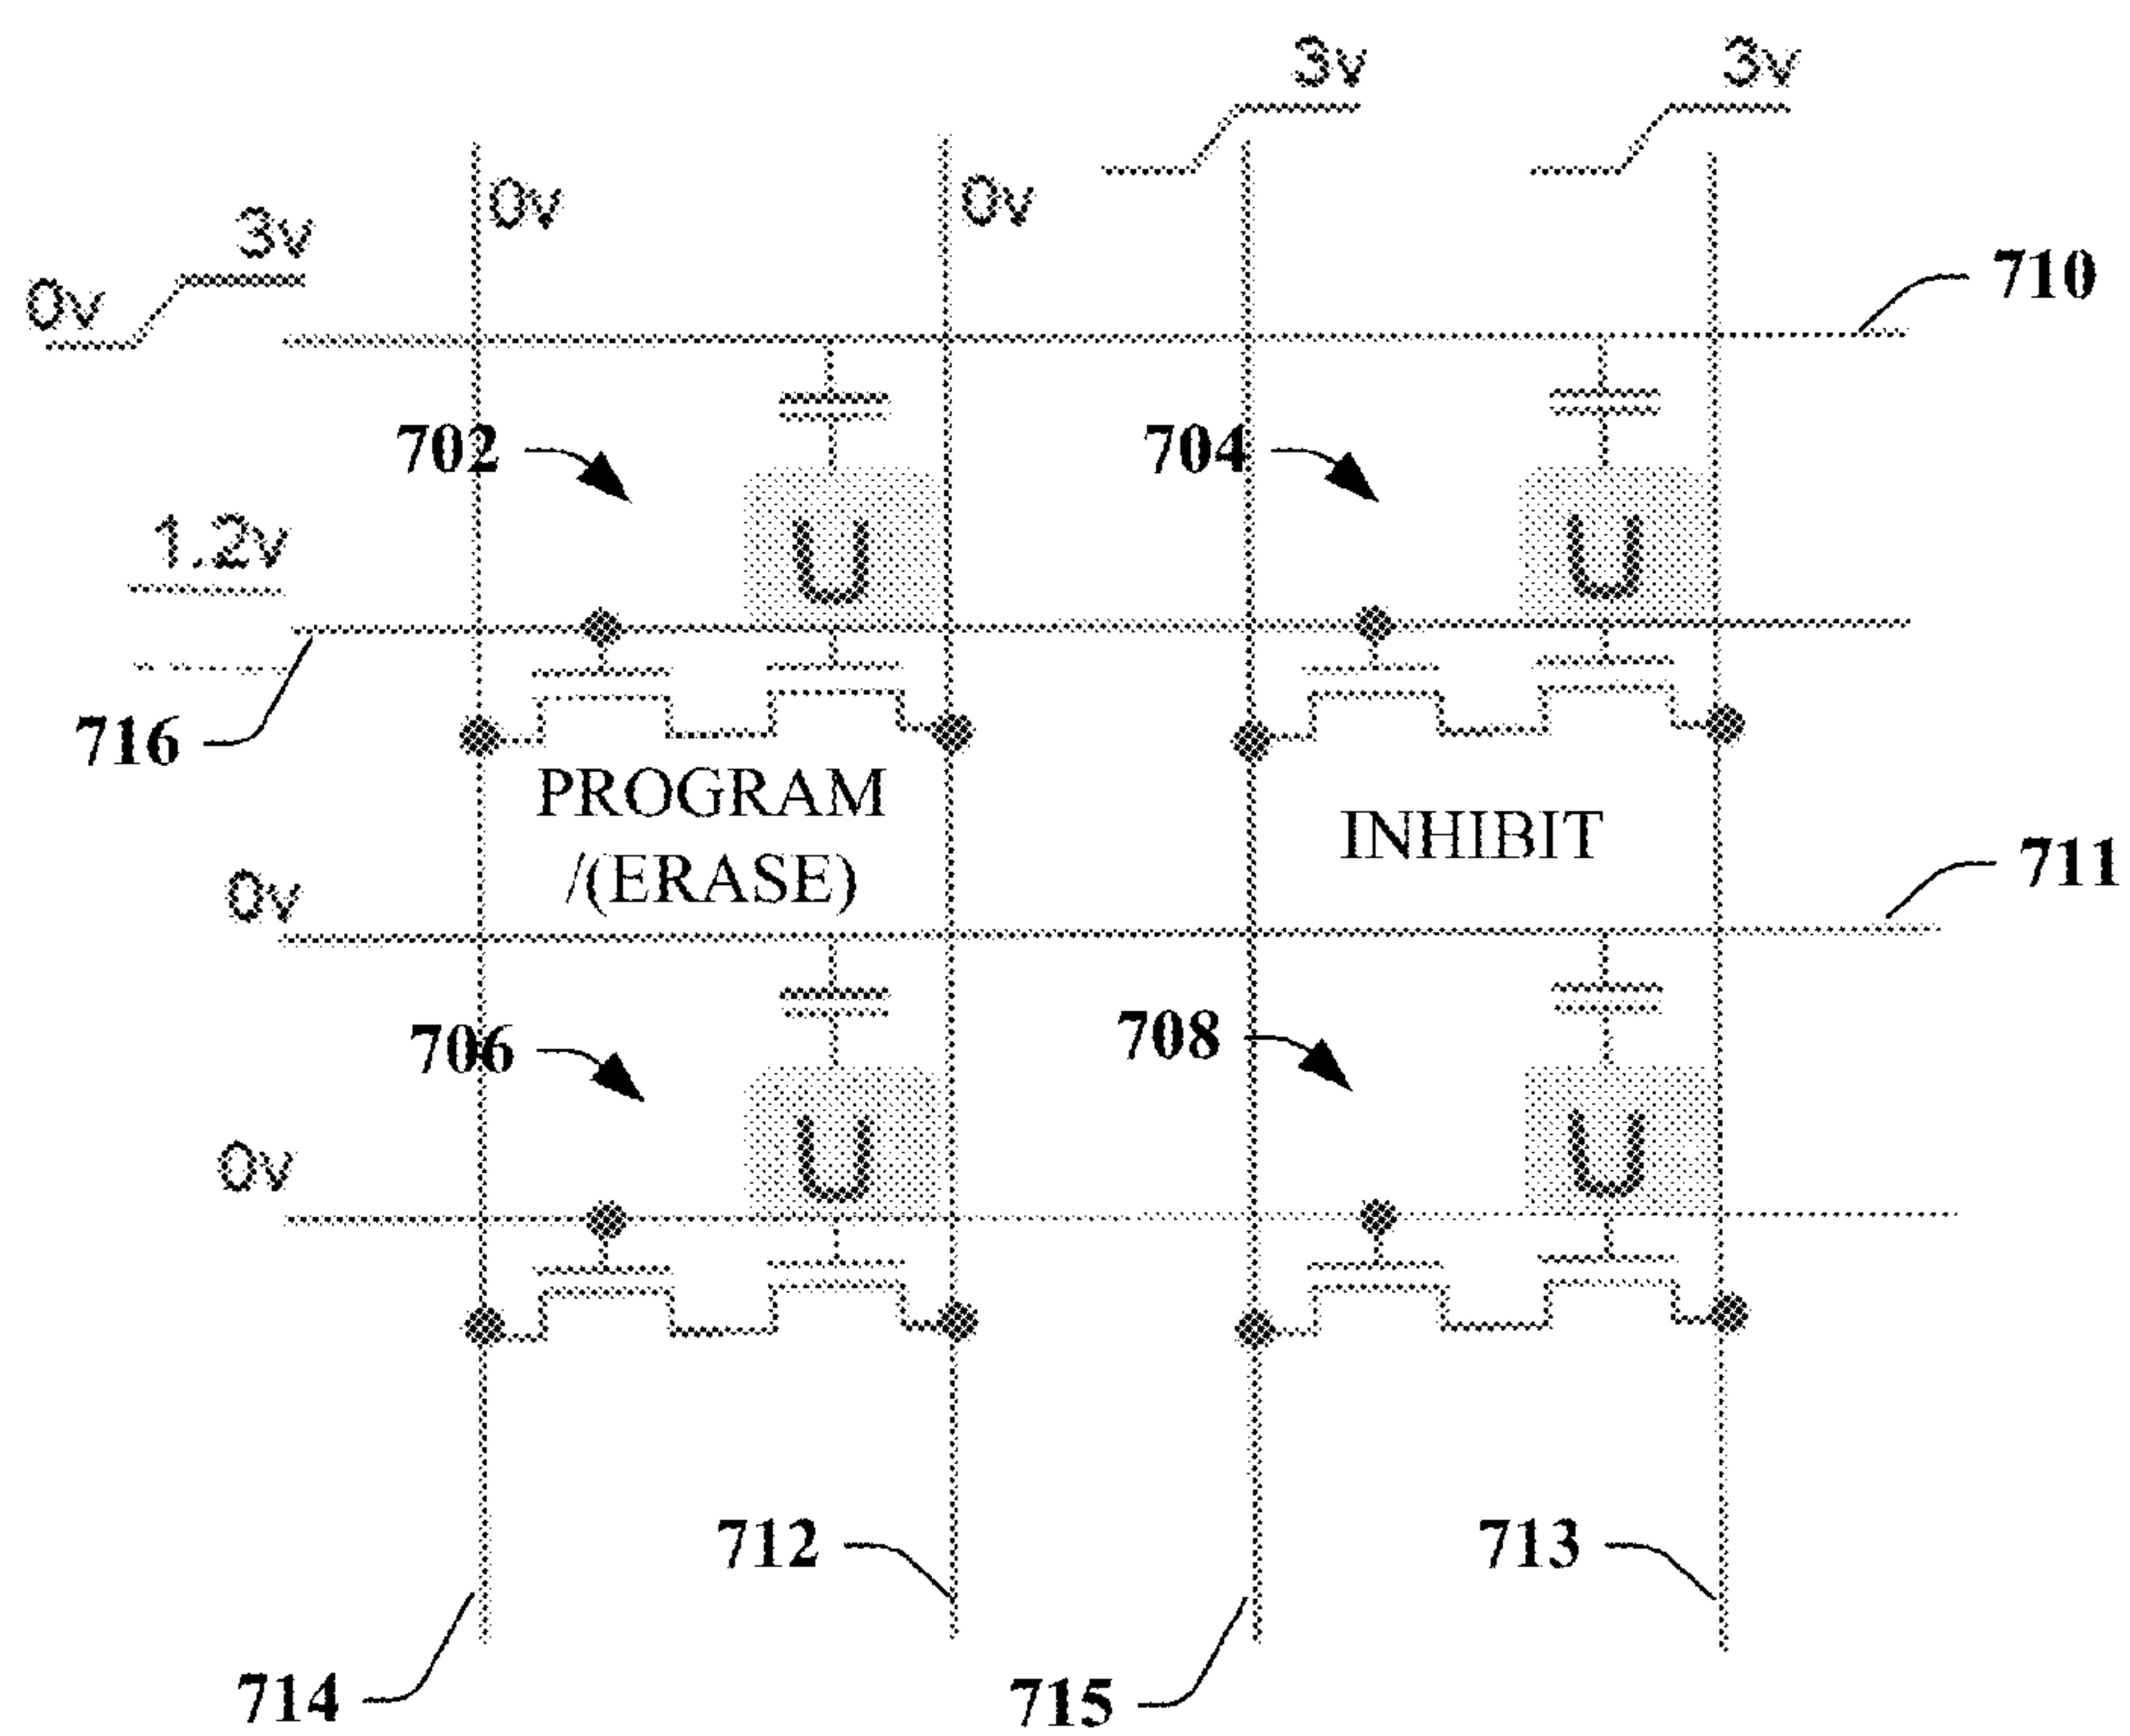 3v
3v
0v
0v
3v
0v
710
702
704
U
U
1.2v
716
PROGRAM
/(ERASE)
INHIBIT
711
0v
706
708
U
U
0v
712
713
714
715